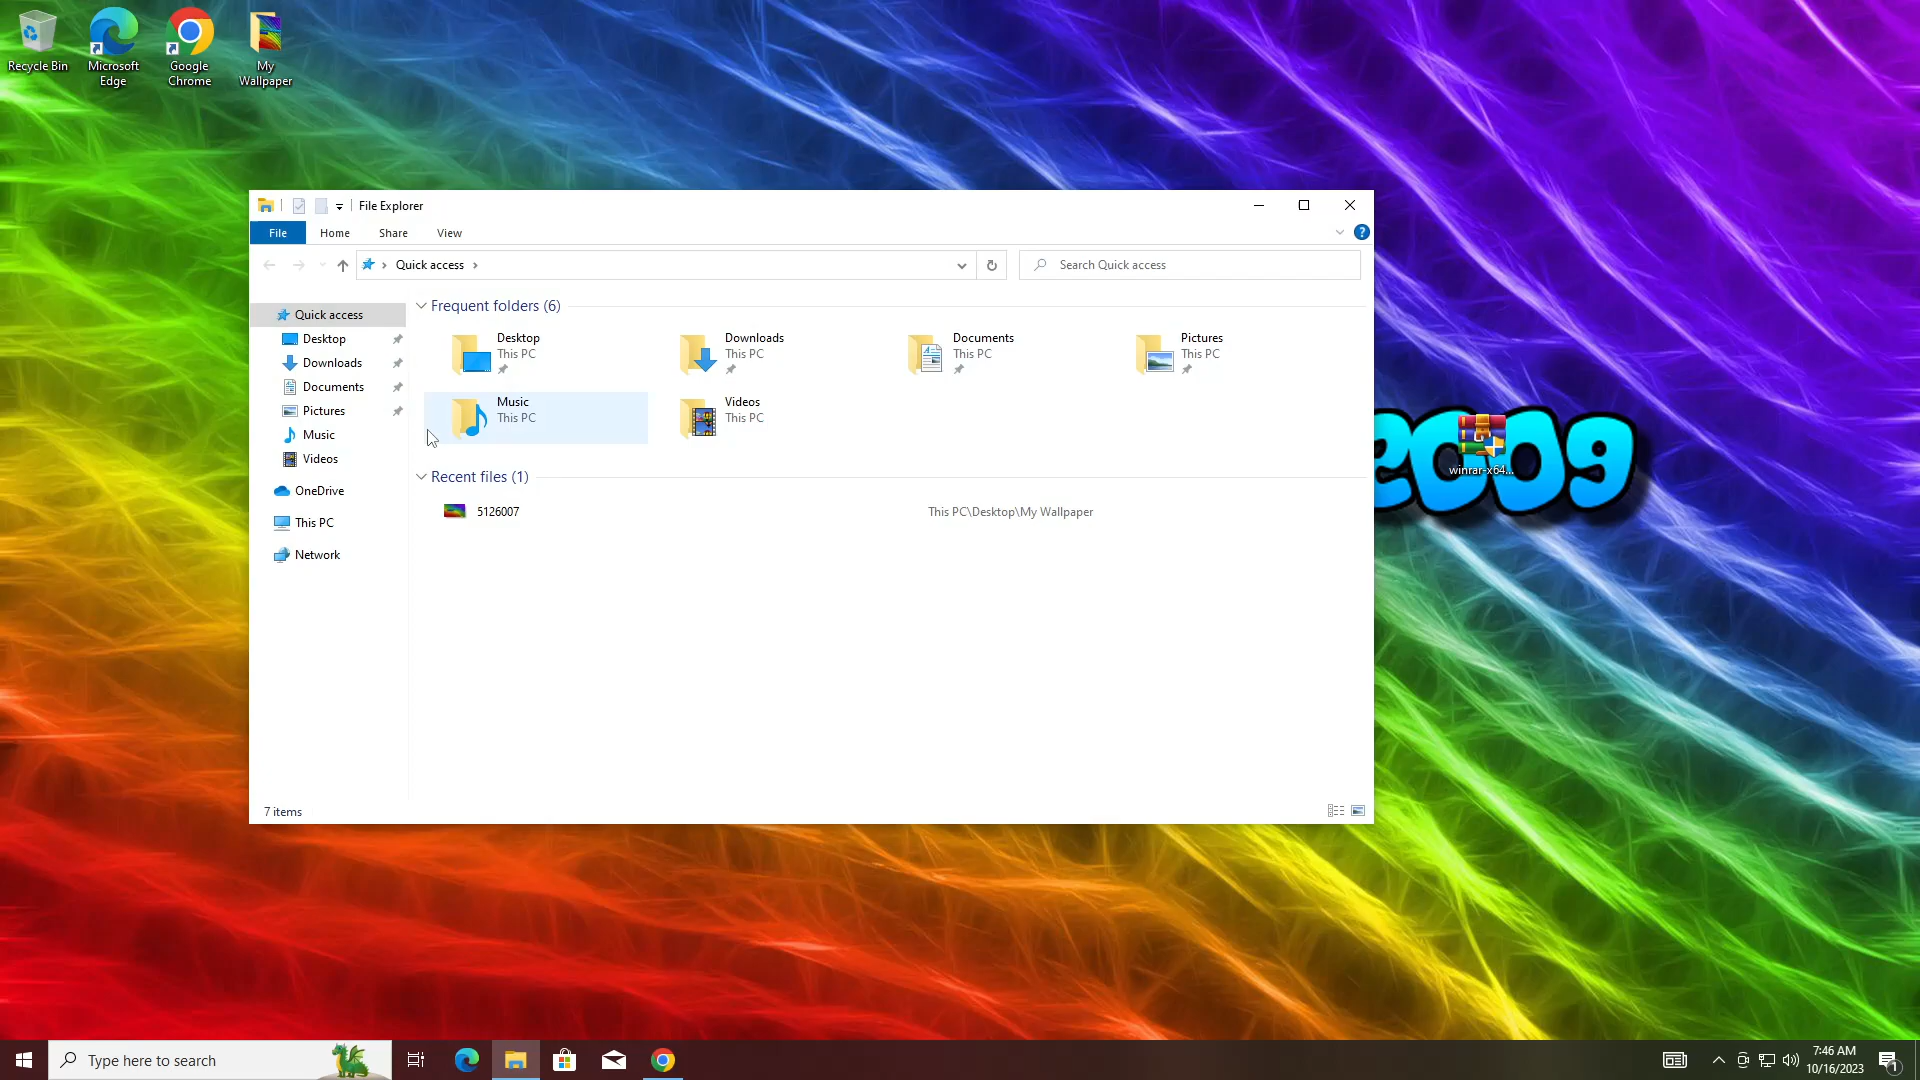 Recycle Bin
Microsoft
Edge
Google
Chrome
My
Wallpaper
File Explorer
File
Home
Share
View
Quick access
Search Quick access
Quick access
Desktop
Downloads
Documents
Pictures
Music
Videos
OneDrive
This PC
Network
Frequent folders (6)
Desktop
This PC
Downloads
This PC
Documents
This PC
Pictures
This PC
Music
This PC
Videos
This PC
Recent files (1)
5126007
This PC\Desktop\My Wallpaper
7 items
winrar-x64...
Type here to search
7:46 AM
10/16/2023
1